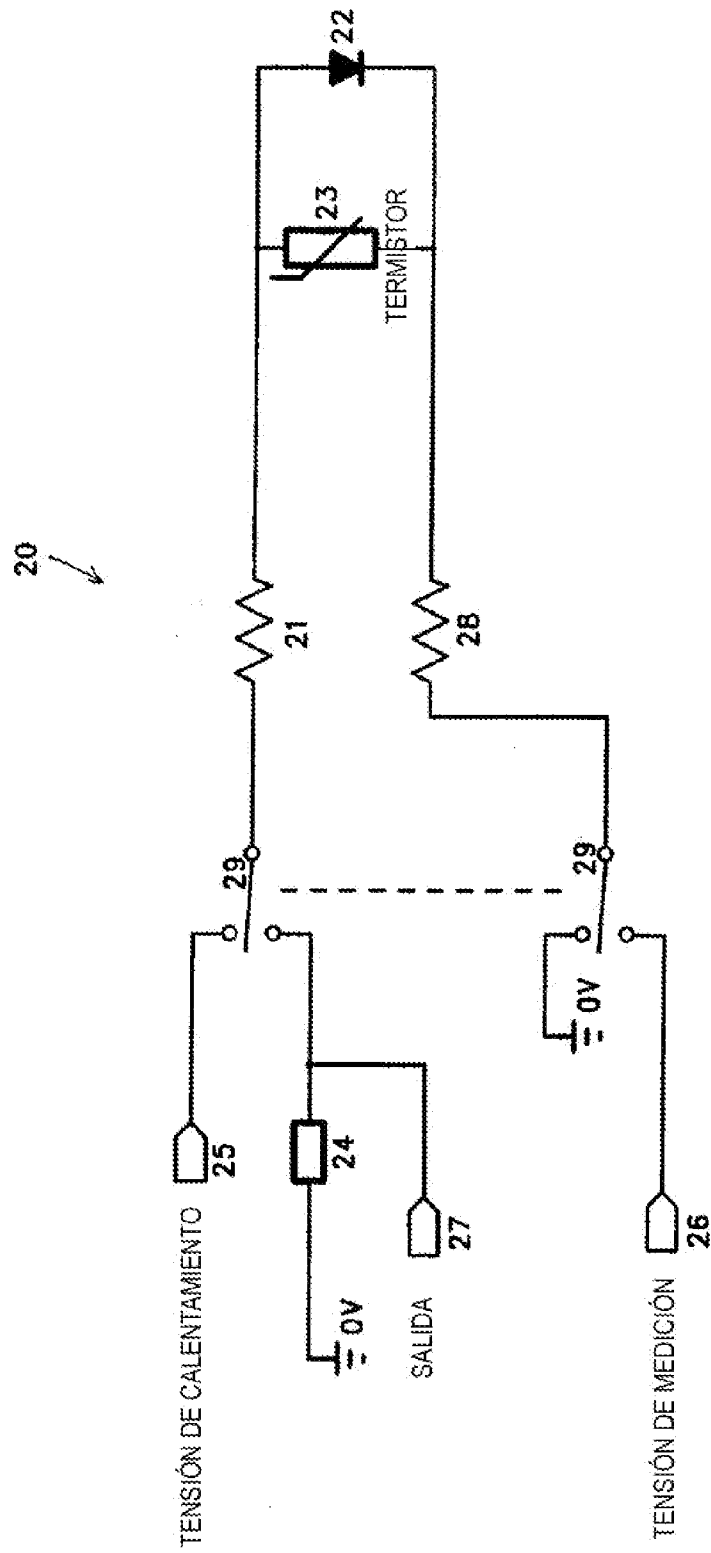 20
22
23
TERMISTOR
21
28
29
29
0V
25
TENSIÓN DE CALENTAMIENTO
24
0V
27
SALIDA
26
TENSIÓN DE MEDICIÓN